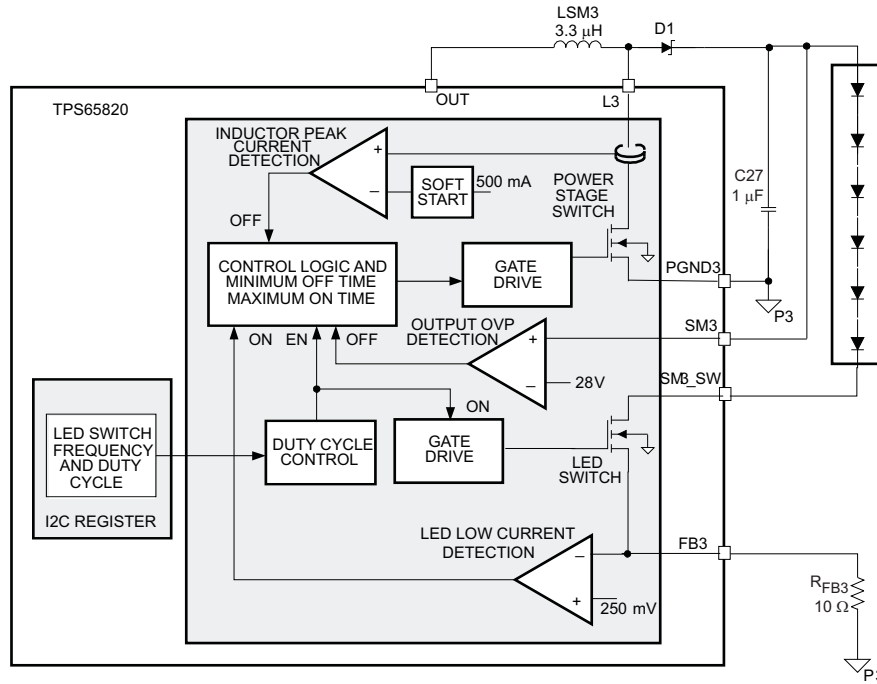 LSM3
3.3 μH
D1
OUT
L3
TPS65820
INDUCTOR PEAK
CURRENT
DETECTION
+
–
SOFT
START
500 mA
POWER
STAGE
SWITCH
C27
1 μF
OFF
CONTROL LOGIC AND
MINIMUM OFF TIME
MAXIMUM ON TIME
GATE
DRIVE
PGND3
P3
ON
EN
OFF
OUTPUT OVP
DETECTION
+
–
28V
SM3
SM3_SW
ON
LED SWITCH
FREQUENCY
AND DUTY
CYCLE
I2C REGISTER
DUTY CYCLE
CONTROL
GATE
DRIVE
LED
SWITCH
LED LOW CURRENT
DETECTION
–
+
250 mV
FB3
RFB3
10 Ω
P3